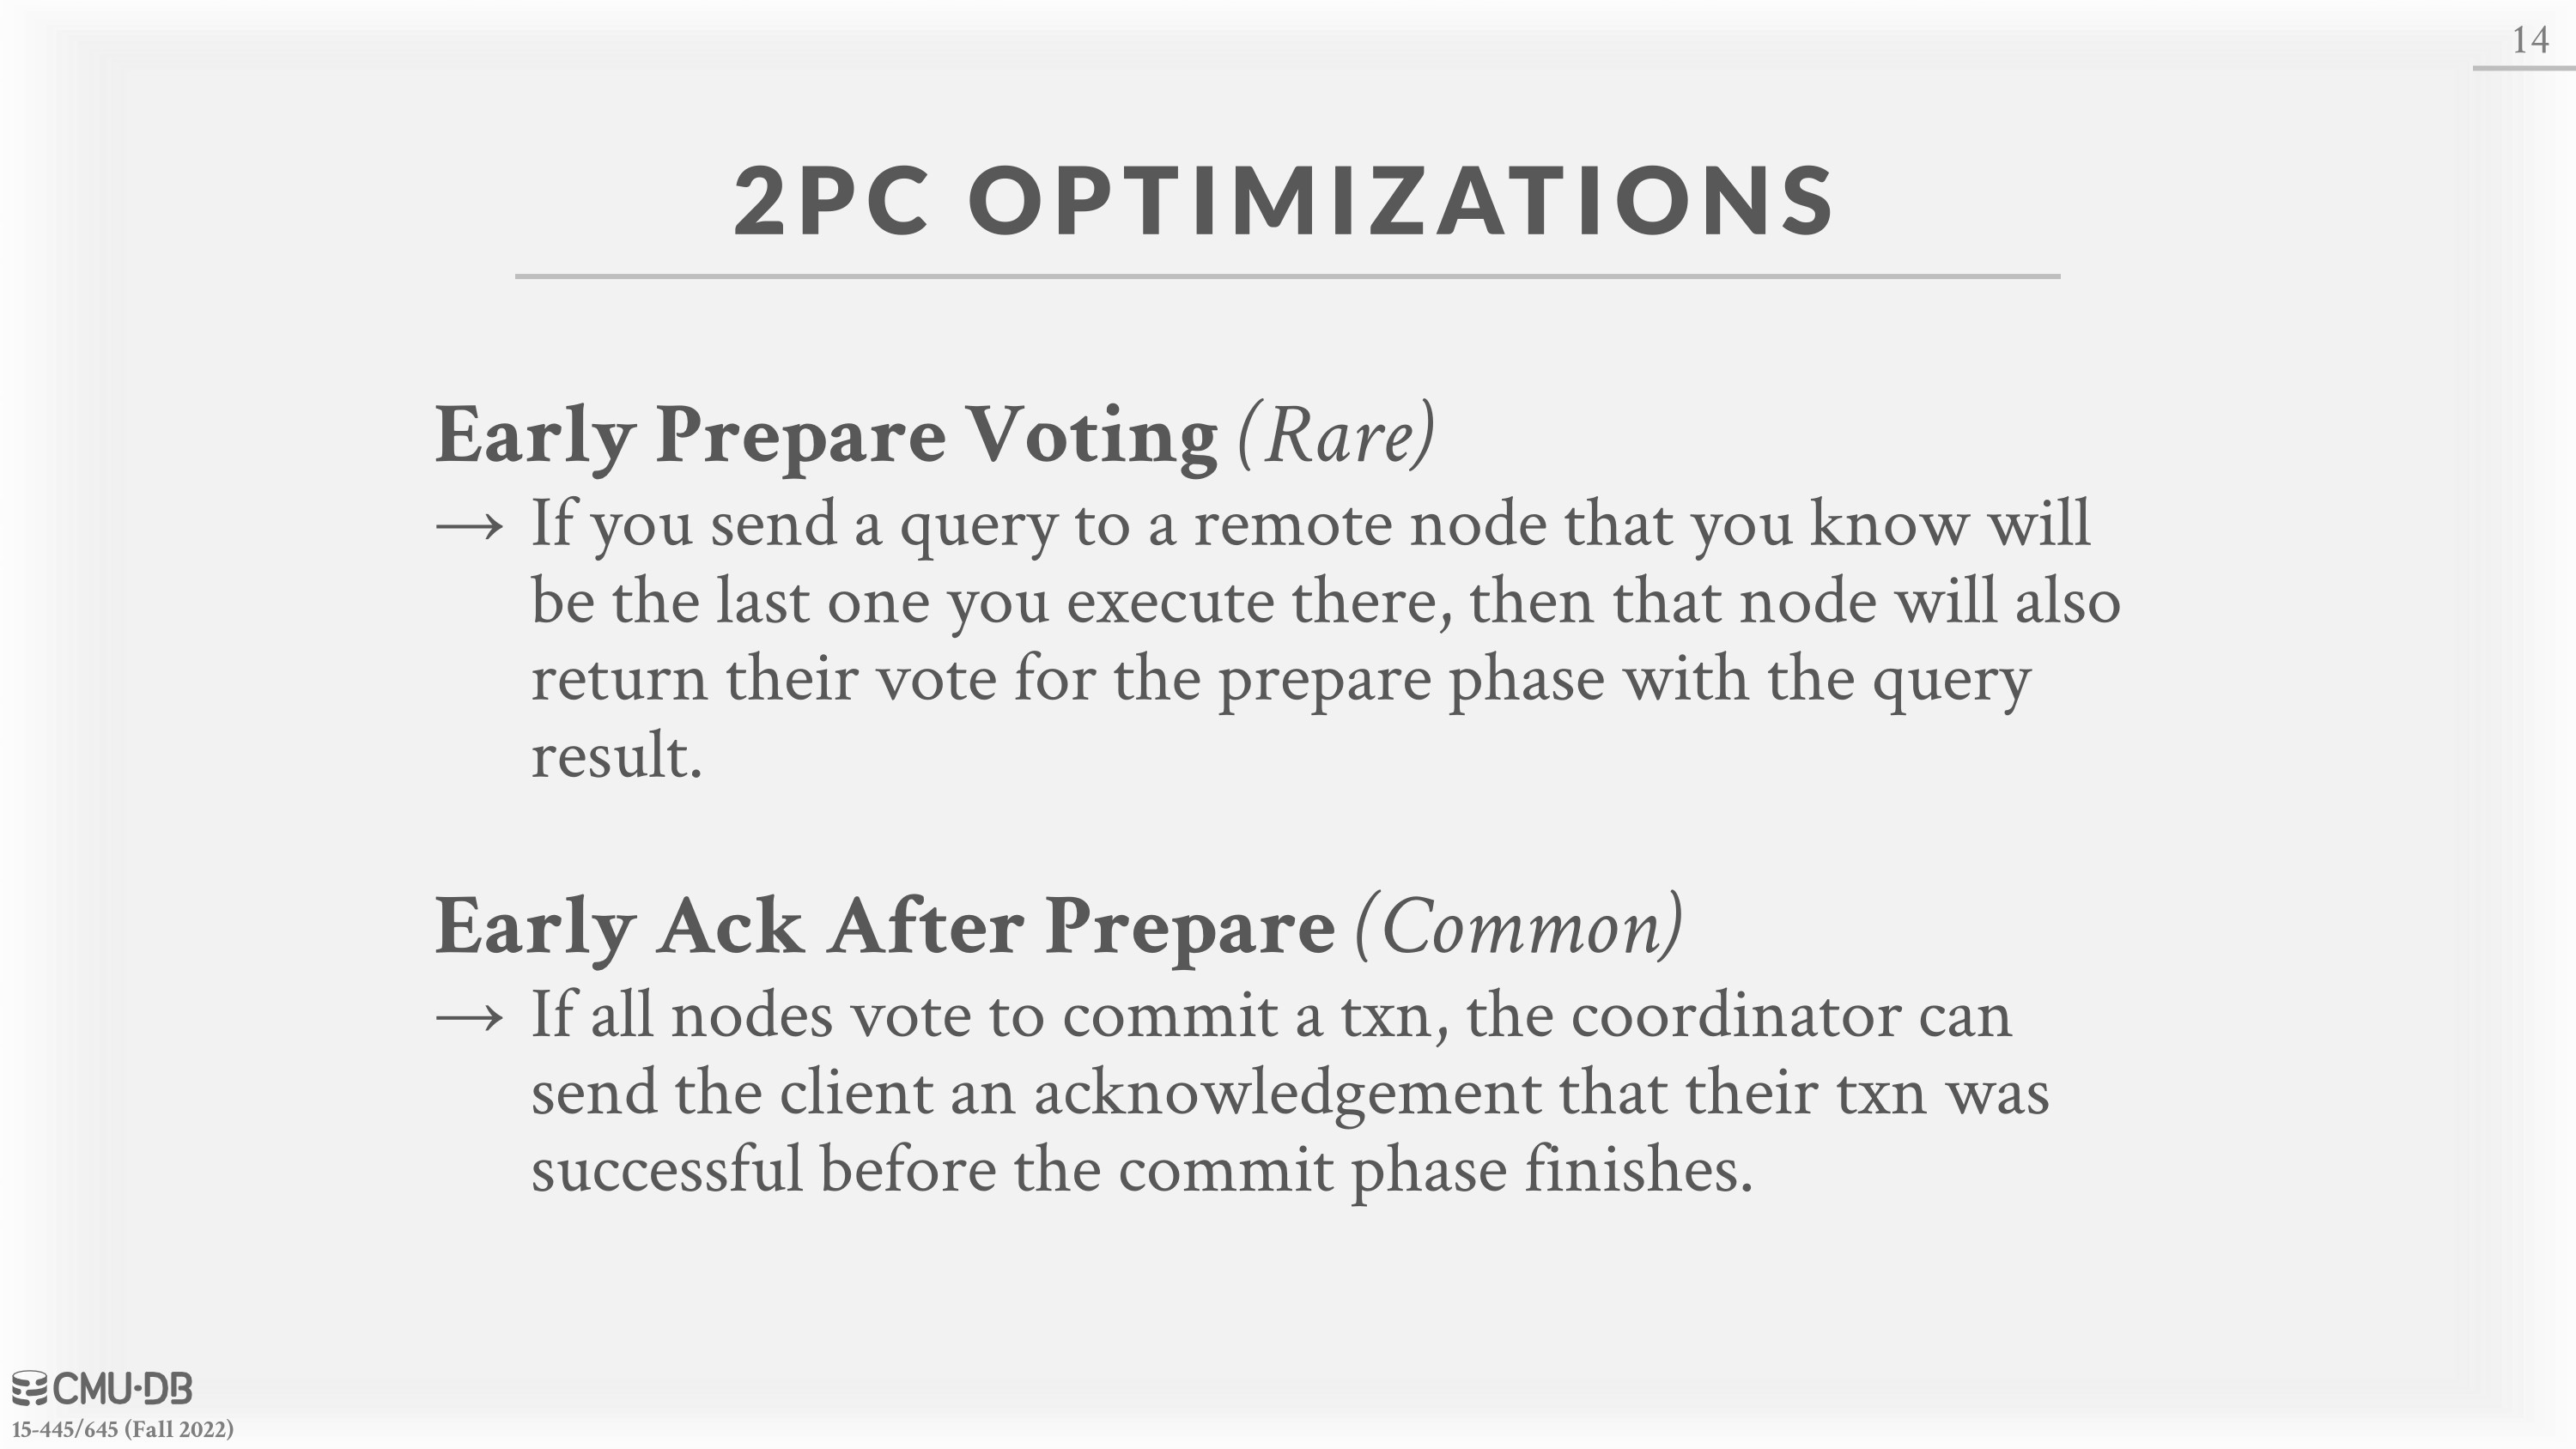 14
2PC OPTIMIZATIONS
Early Prepare Voting (Rare)
→ If you send a query to a remote node that you know will
be the last one you execute there, then that node will also
return their vote for the prepare phase with the query
result.
Early Ack After Prepare (Common)
→ If all nodes vote to commit a txn, the coordinator can
send the client an acknowledgement that their txn was
successful before the commit phase finishes.
CMU·DB
15-445/645 (Fall 2022)